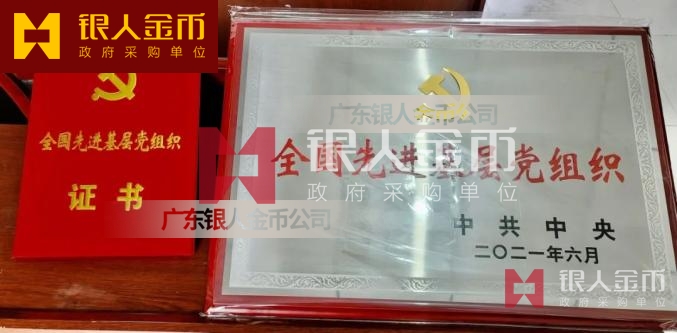 银人金币
政府采购单位
全国先进基层党组织
证书
广东银人金币公司
广东银人金币公司
银人金币
政府采购单位
全国先进基层党组织
中共中央
二〇二一年六月
银人金币
政府采购单位